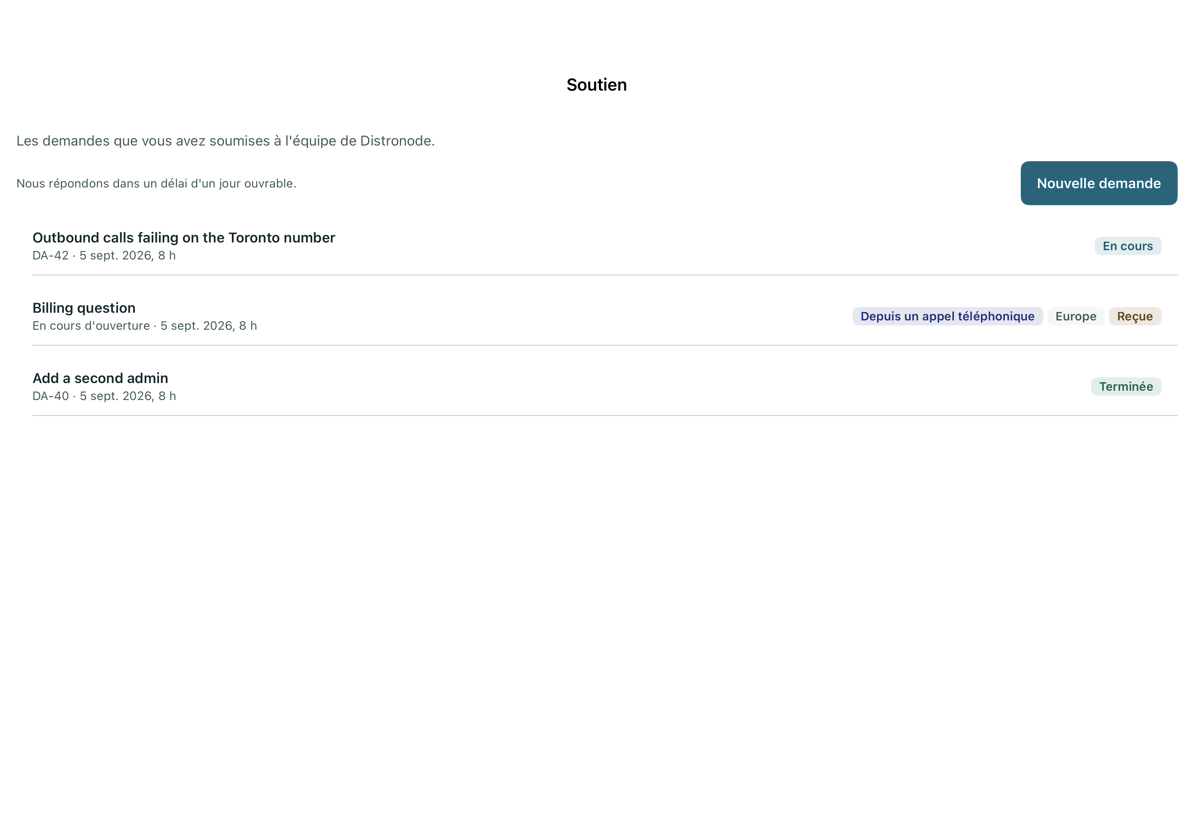 Soutien
Les demandes que vous avez soumises à l'équipe de Distronode.
Nous répondons dans un délai d'un jour ouvrable.
Nouvelle demande
Outbound calls failing on the Toronto number
DA-42 · 5 sept. 2026, 8 h
En cours
Billing question
En cours d'ouverture · 5 sept. 2026, 8 h
Depuis un appel téléphonique
Europe
Reçue
Add a second admin
DA-40 · 5 sept. 2026, 8 h
Terminée